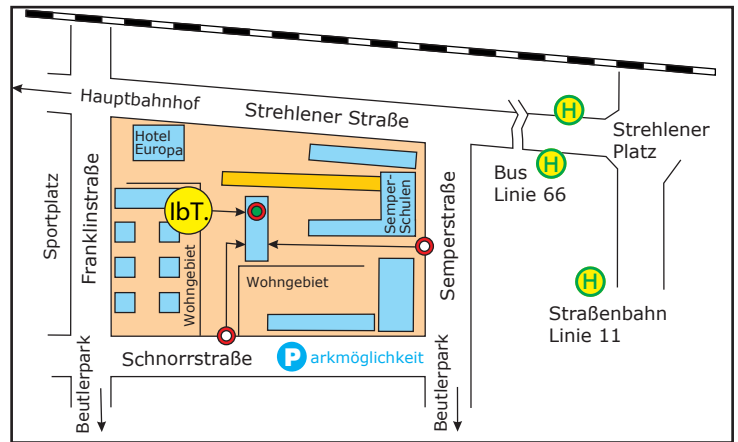 Hauptbahnhof
Strehlener Straße
H
Strehlener
Platz
H
Bus
Linie 66
Hotel
Europa
Semper-
Schulen
IbT.
Sportplatz
Franklinstraße
Wohngebiet
Wohngebiet
Semperstraße
H
Straßenbahn
Linie 11
Schnorrstraße
P arkmöglichkeit
Beutlerpark
Beutlerpark